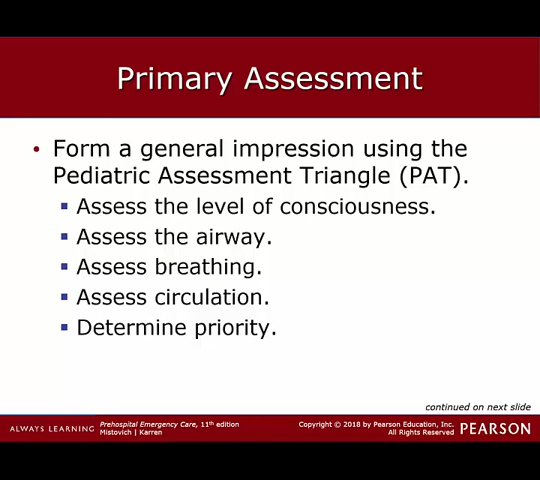 Primary Assessment
• Form a general impression using the
Pediatric Assessment Triangle (PAT).
▪ Assess the level of consciousness.
▪ Assess the airway.
▪ Assess breathing.
▪ Assess circulation.
▪ Determine priority.
continued on next slide
ALWAYS LEARNING
Prehospital Emergency Care, 11th edition
Mistovich | Karren
Copyright © 2018 by Pearson Education, Inc.
All Rights Reserved
PEARSON